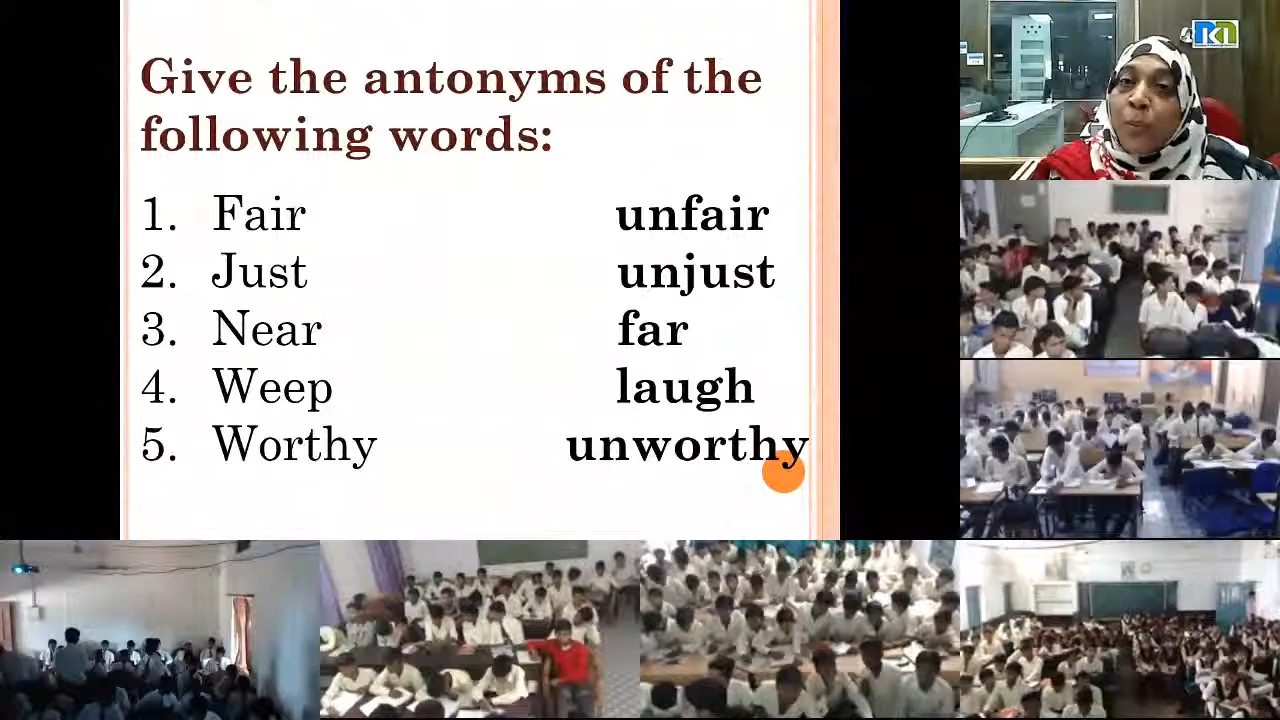 Give the antonyms of the
following words:
1. Fair unfair
2. Just unjust
3. Near far
4. Weep laugh
5. Worthy unworthy